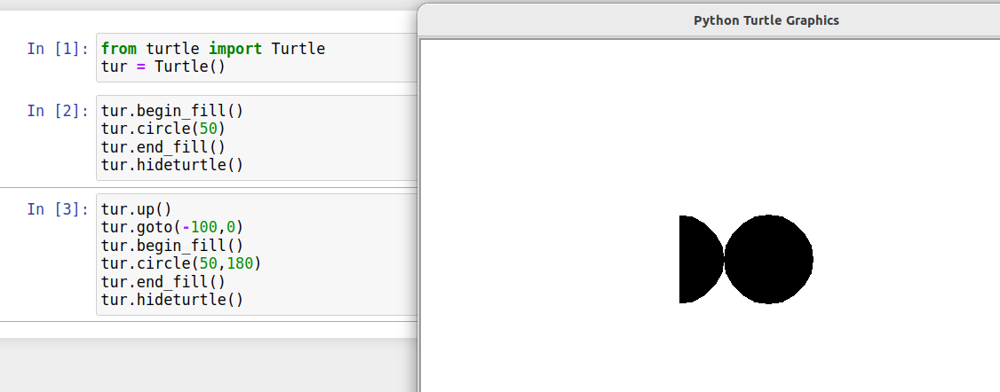 Python Turtle Graphics
In [1]: from turtle import Turtle
tur = Turtle()
In [2]: tur.begin_fill()
tur.circle(50)
tur.end_fill()
tur.hideturtle()
In [3]: tur.up()
tur.goto(-100,0)
tur.begin_fill()
tur.circle(50,180)
tur.end_fill()
tur.hideturtle()